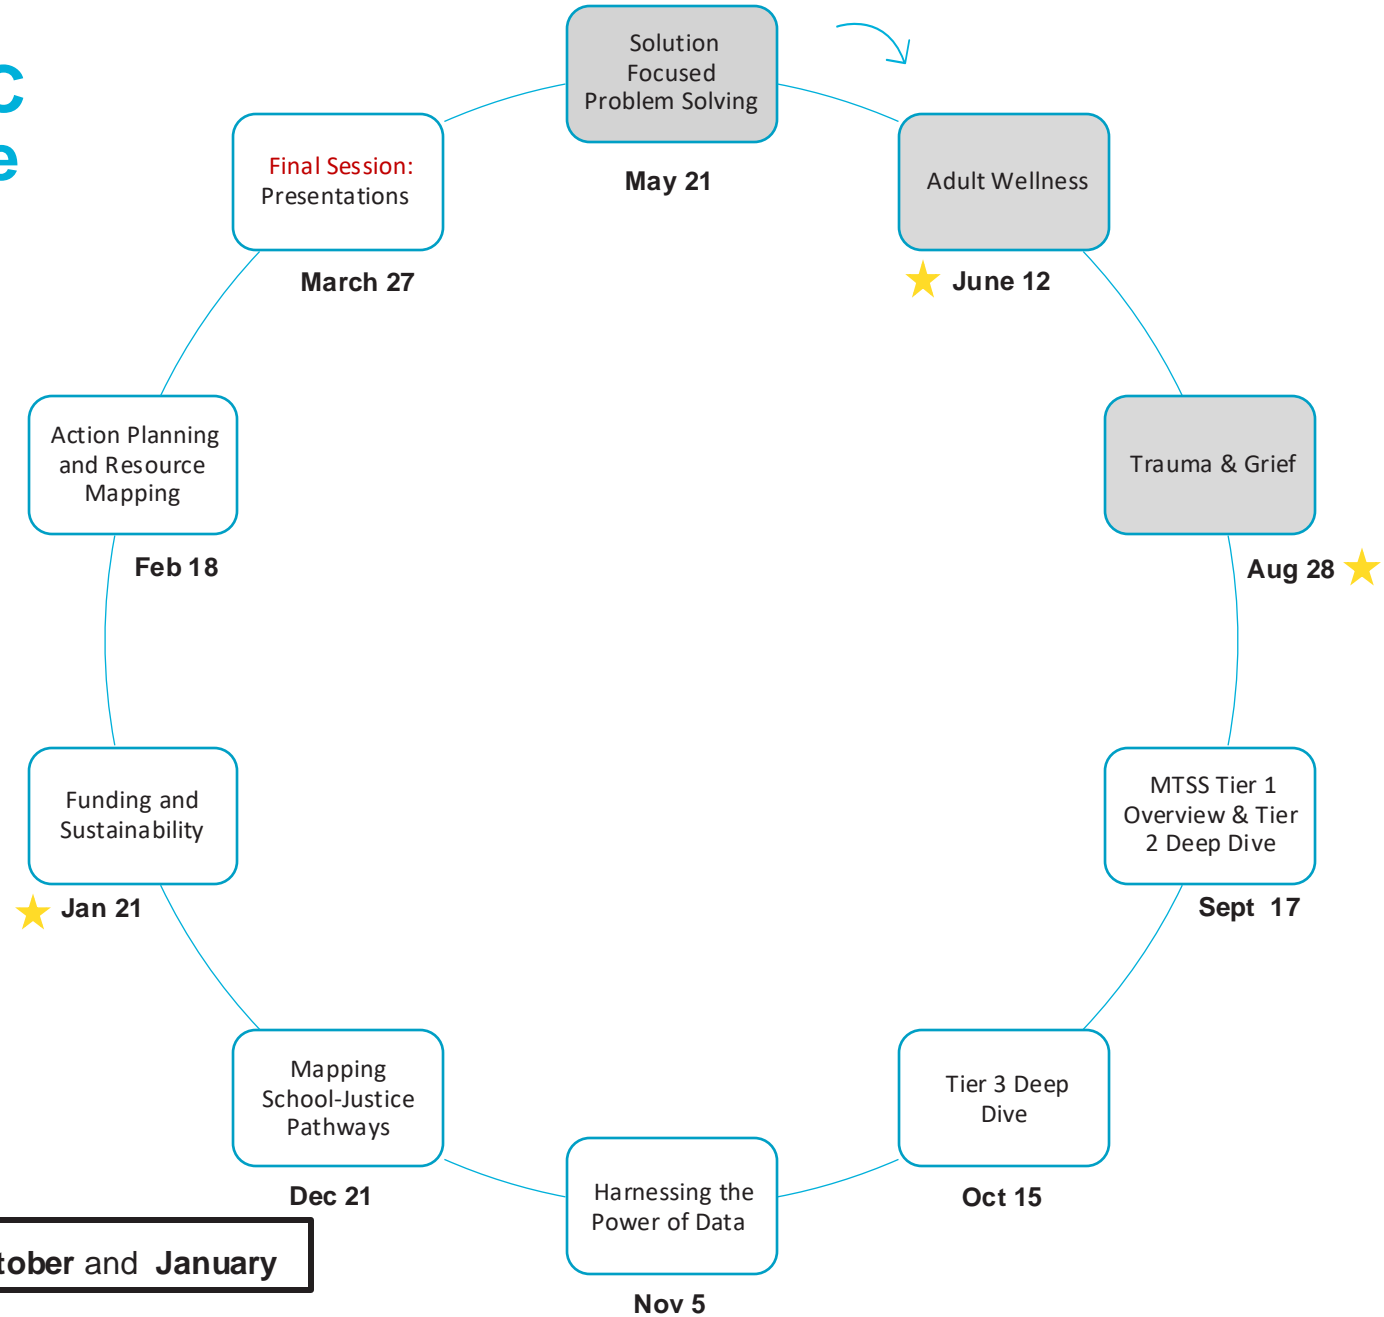 C
e
Solution
Focused
Problem Solving
May 21
Adult Wellness
June 12
Trauma & Grief
Aug 28
MTSS Tier 1
Overview & Tier
2 Deep Dive
Sept 17
Tier 3 Deep
Dive
Oct 15
Harnessing the
Power of Data
Nov 5
Mapping
School-Justice
Pathways
Dec 21
Funding and
Sustainability
Jan 21
Action Planning
and Resource
Mapping
Feb 18
Final Session:
Presentations
March 27
tober and January